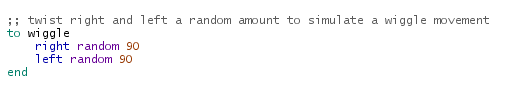 ;; twist right and left a random amount to simulate a wiggle movement
to wiggle
    right random 90
    left random 90
end